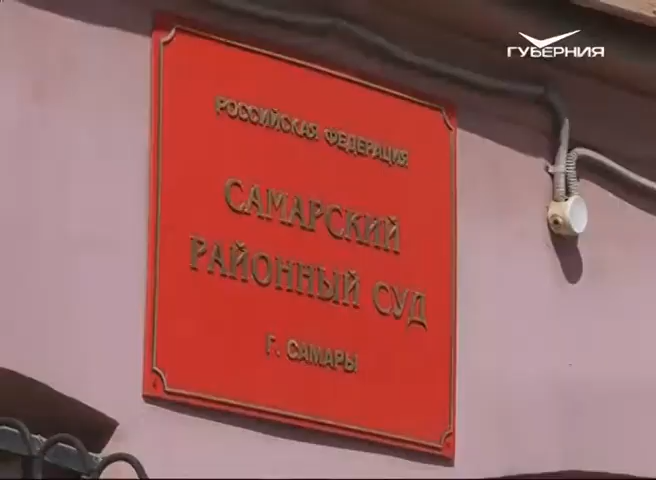 ГУБЕРНИЯ
РОССИЙСКАЯ ФЕДЕРАЦИЯ
САМАРСКИЙ
РАЙОННЫЙ СУД
Г. САМАРЫ